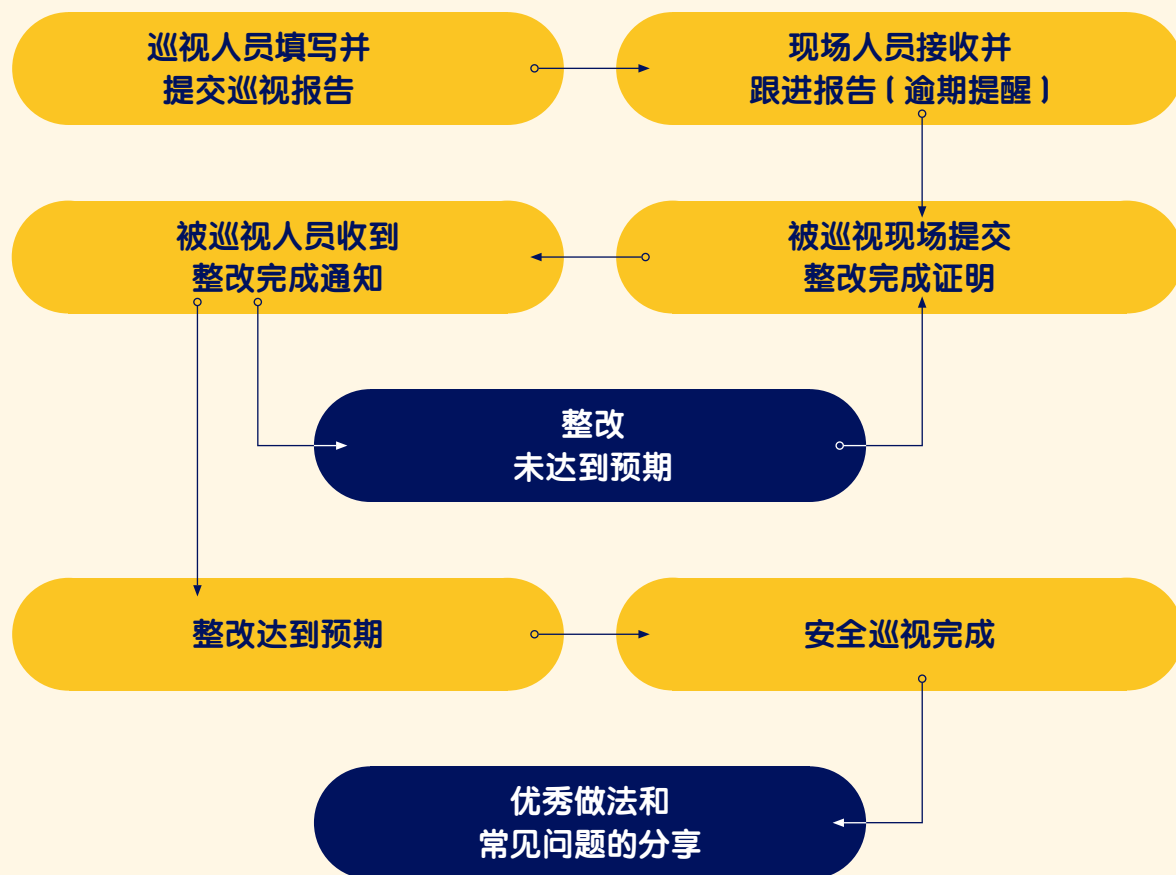 巡视人员填写并
提交巡视报告
现场人员接收并
跟进报告（逾期提醒）
被巡视人员收到
整改完成通知
被巡视现场提交
整改完成证明
整改
未达到预期
整改达到预期
安全巡视完成
优秀做法和
常见问题的分享